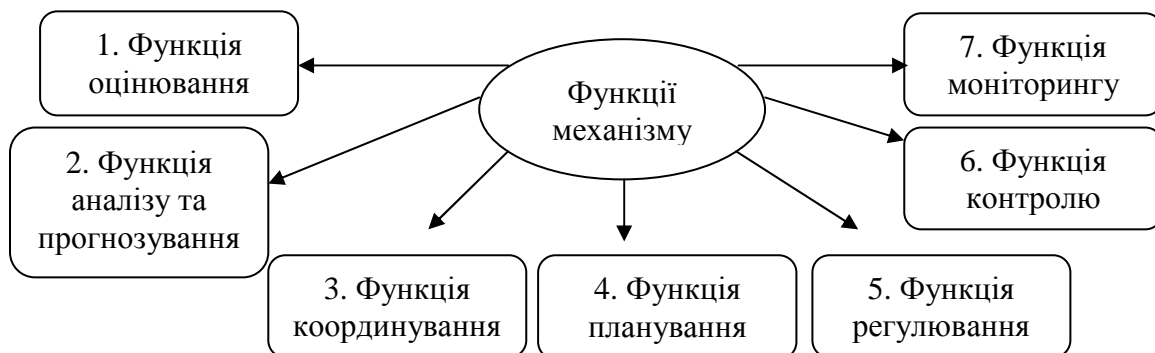 1. Функція
оцінювання
2. Функція
аналізу та
прогнозування
3. Функція
координування
4. Функція
планування
5. Функція
регулювання
6. Функція
контролю
7. Функція
моніторингу
Функції
механізму